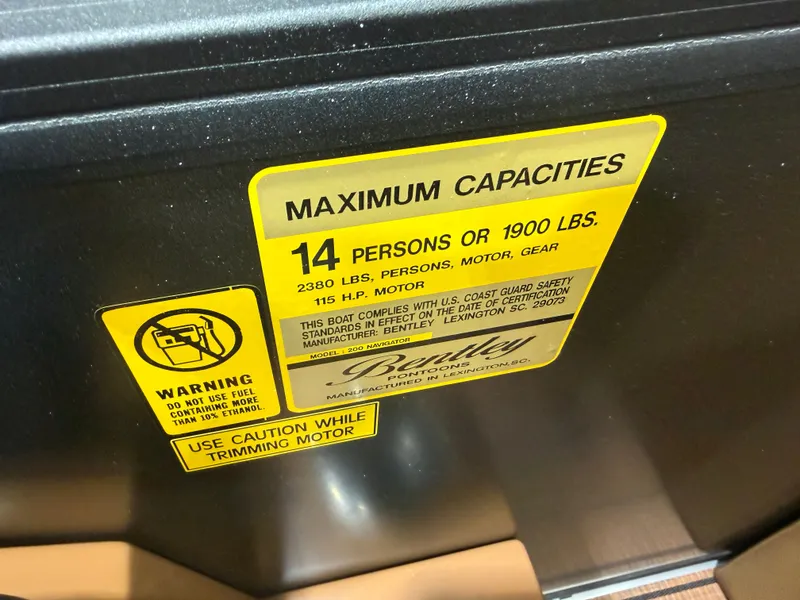 MAXIMUM CAPACITIES
14 PERSONS OR 1900 LBS.
2380 LBS, PERSONS, MOTOR, GEAR
115 H.P. MOTOR
THIS BOAT COMPLIES WITH U.S. COAST GUARD SAFETY
STANDARDS IN EFFECT ON THE DATE OF CERTIFICATION
MANUFACTURER: BENTLEY LEXINGTON SC. 29073
MODEL: 200 NAVIGATOR
Bentley
PONTOONS
MANUFACTURED IN LEXINGTON, SC.
WARNING
DO NOT USE FUEL
CONTAINING MORE
THAN 10% ETHANOL.
USE CAUTION WHILE
TRIMMING MOTOR